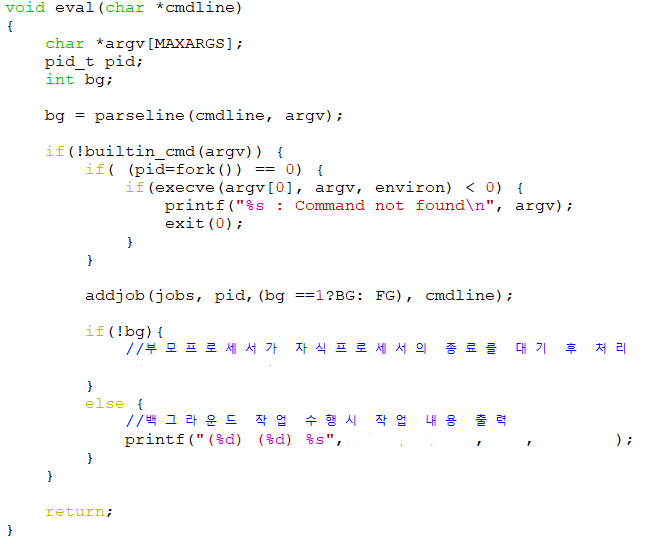 void eval(char *cmdline)
{
    char *argv[MAXARGS];
    pid_t pid;
    int bg;

    bg = parseline(cmdline, argv);

    if(!builtin_cmd(argv)) {
        if( (pid=fork()) == 0) {
            if(execve(argv[0], argv, environ) < 0) {
                printf("%s : Command not found\n", argv);
                exit(0);
            }
        }

        addjob(jobs, pid,(bg ==1?BG: FG), cmdline);

        if(!bg){
            //부모프로세서가 자식프로세서의 종료를 대기 후 처리

        }
        else {
            //백그라운드 작업 수행시 작업 내용 출력
            printf("(%d) (%d) %s", , , );
        }
    }

    return;
}